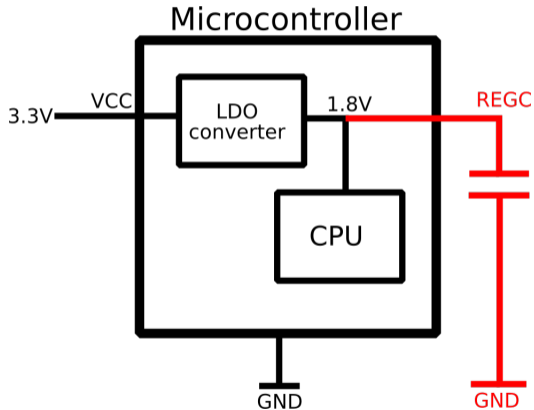 Microcontroller
3.3V
VCC
LDO
converter
1.8V
REGC
CPU
GND
GND